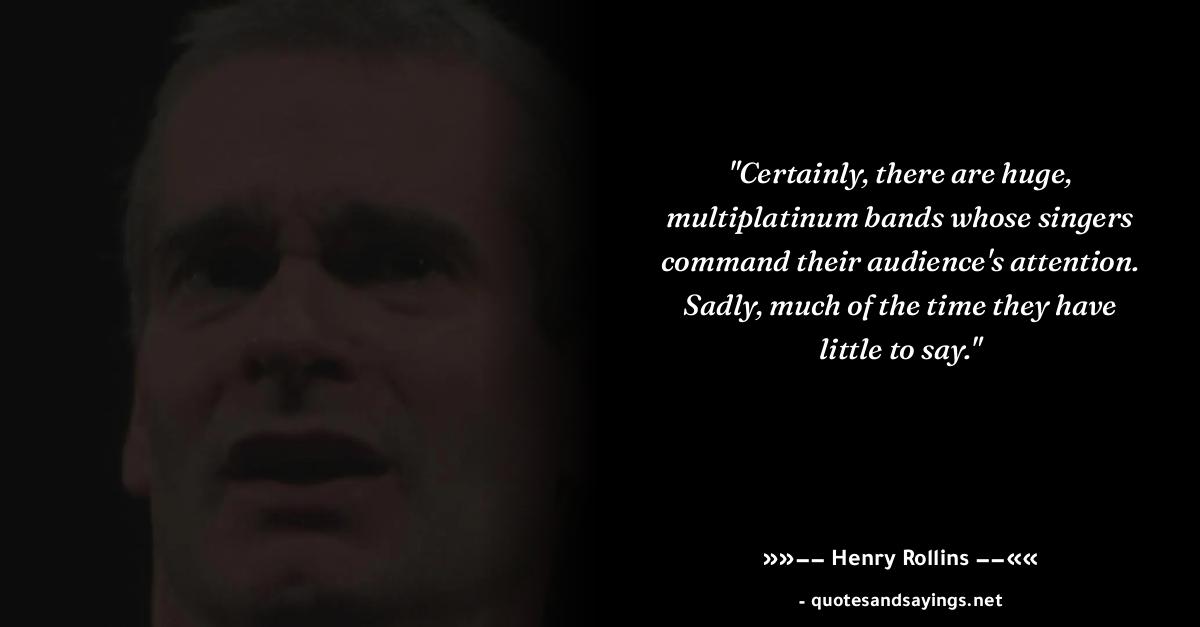 "Certainly, there are huge,
multiplatinum bands whose singers
command their audience's attention.
Sadly, much of the time they have
little to say."
»»−− Henry Rollins −−««
- quotesandsayings.net